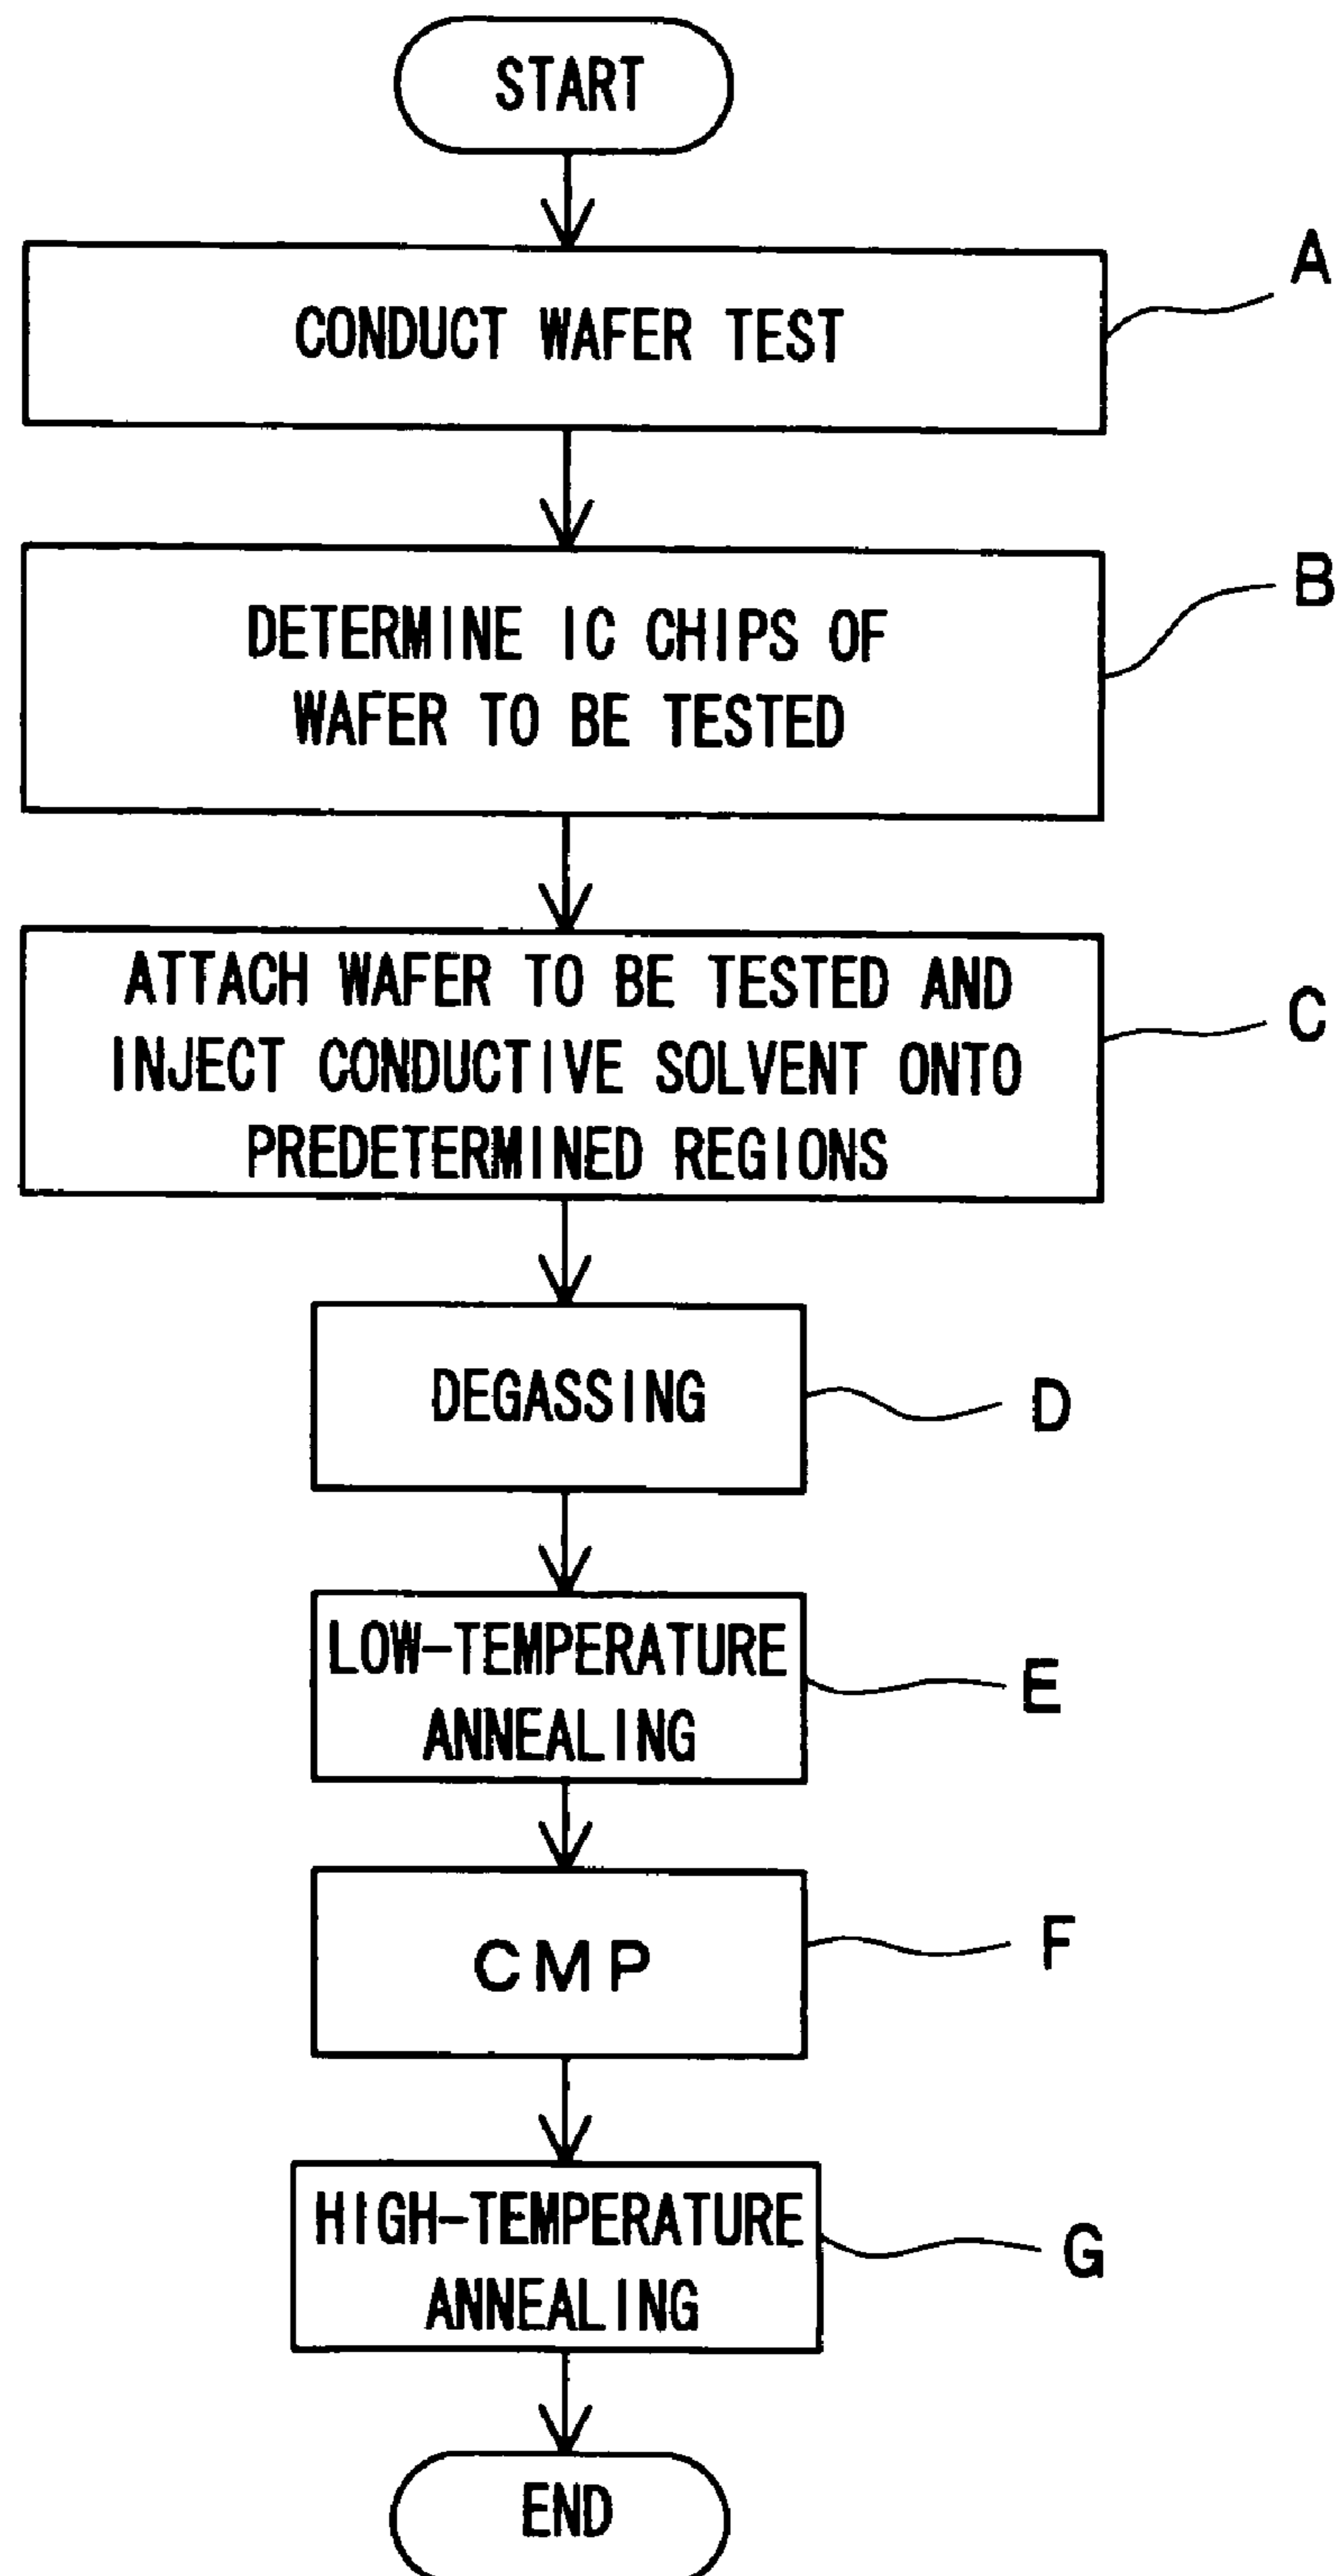 START
CONDUCT WAFER TEST
A
DETERMINE IC CHIPS OF
WAFER TO BE TESTED
B
ATTACH WAFER TO BE TESTED AND
INJECT CONDUCTIVE SOLVENT ONTO
PREDETERMINED REGIONS
C
DEGASSING
D
LOW-TEMPERATURE
ANNEALING
E
CMP
F
HIGH-TEMPERATURE
ANNEALING
G
END